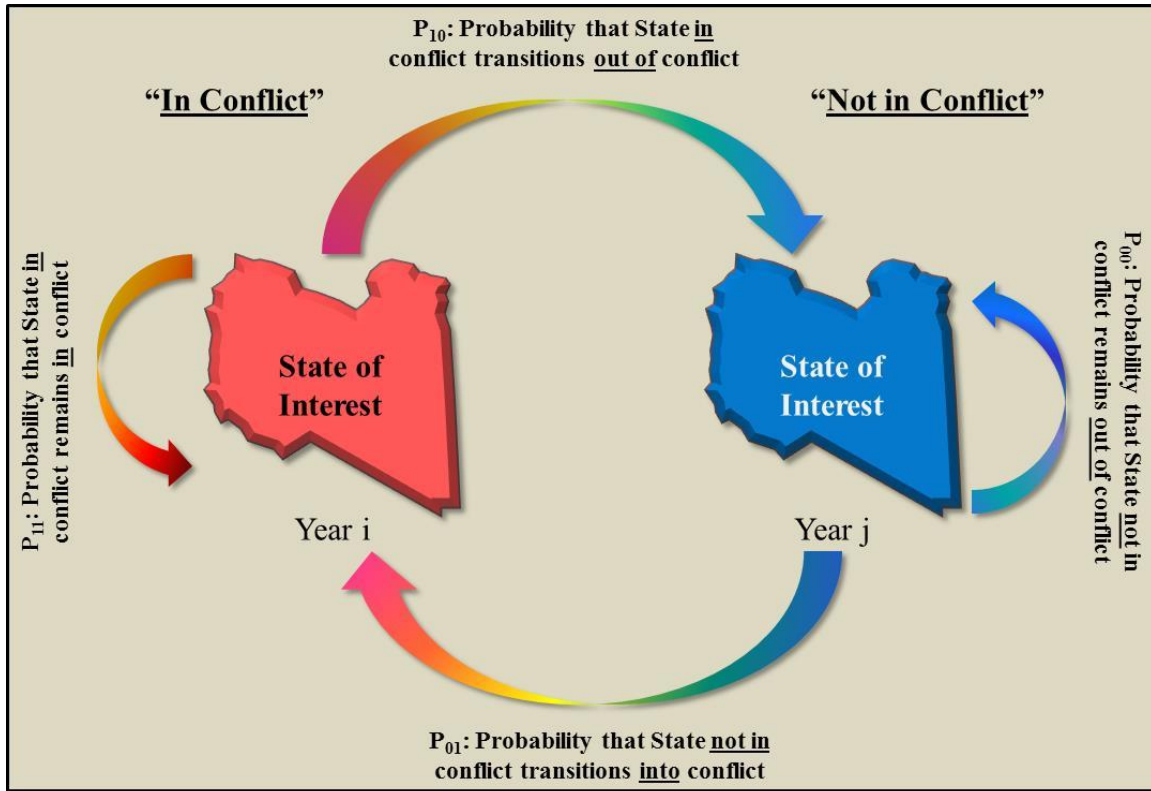 P₁₀: Probability that State in
conflict transitions out of conflict
“In Conflict”
“Not in Conflict”
P₁₁: Probability that State in
conflict remains in conflict
State of
Interest
Year i
State of
Interest
Year j
P₀₀: Probability that State not in
conflict remains out of conflict
P₀₁: Probability that State not in
conflict transitions into conflict